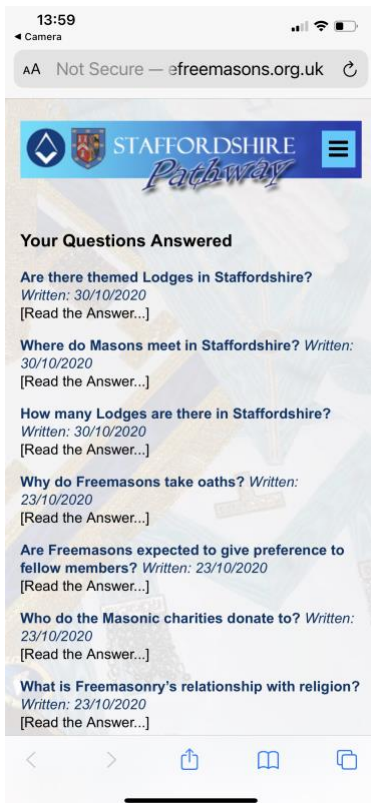 13:59
◀ Camera
AA Not Secure — efreemasons.org.uk
STAFFORDSHIRE
Pathway
Your Questions Answered
Are there themed Lodges in Staffordshire?
Written: 30/10/2020
[Read the Answer...]
Where do Masons meet in Staffordshire? Written:
30/10/2020
[Read the Answer...]
How many Lodges are there in Staffordshire?
Written: 30/10/2020
[Read the Answer...]
Why do Freemasons take oaths? Written:
23/10/2020
[Read the Answer...]
Are Freemasons expected to give preference to
fellow members? Written: 23/10/2020
[Read the Answer...]
Who do the Masonic charities donate to? Written:
23/10/2020
[Read the Answer...]
What is Freemasonry’s relationship with religion?
Written: 23/10/2020
[Read the Answer...]